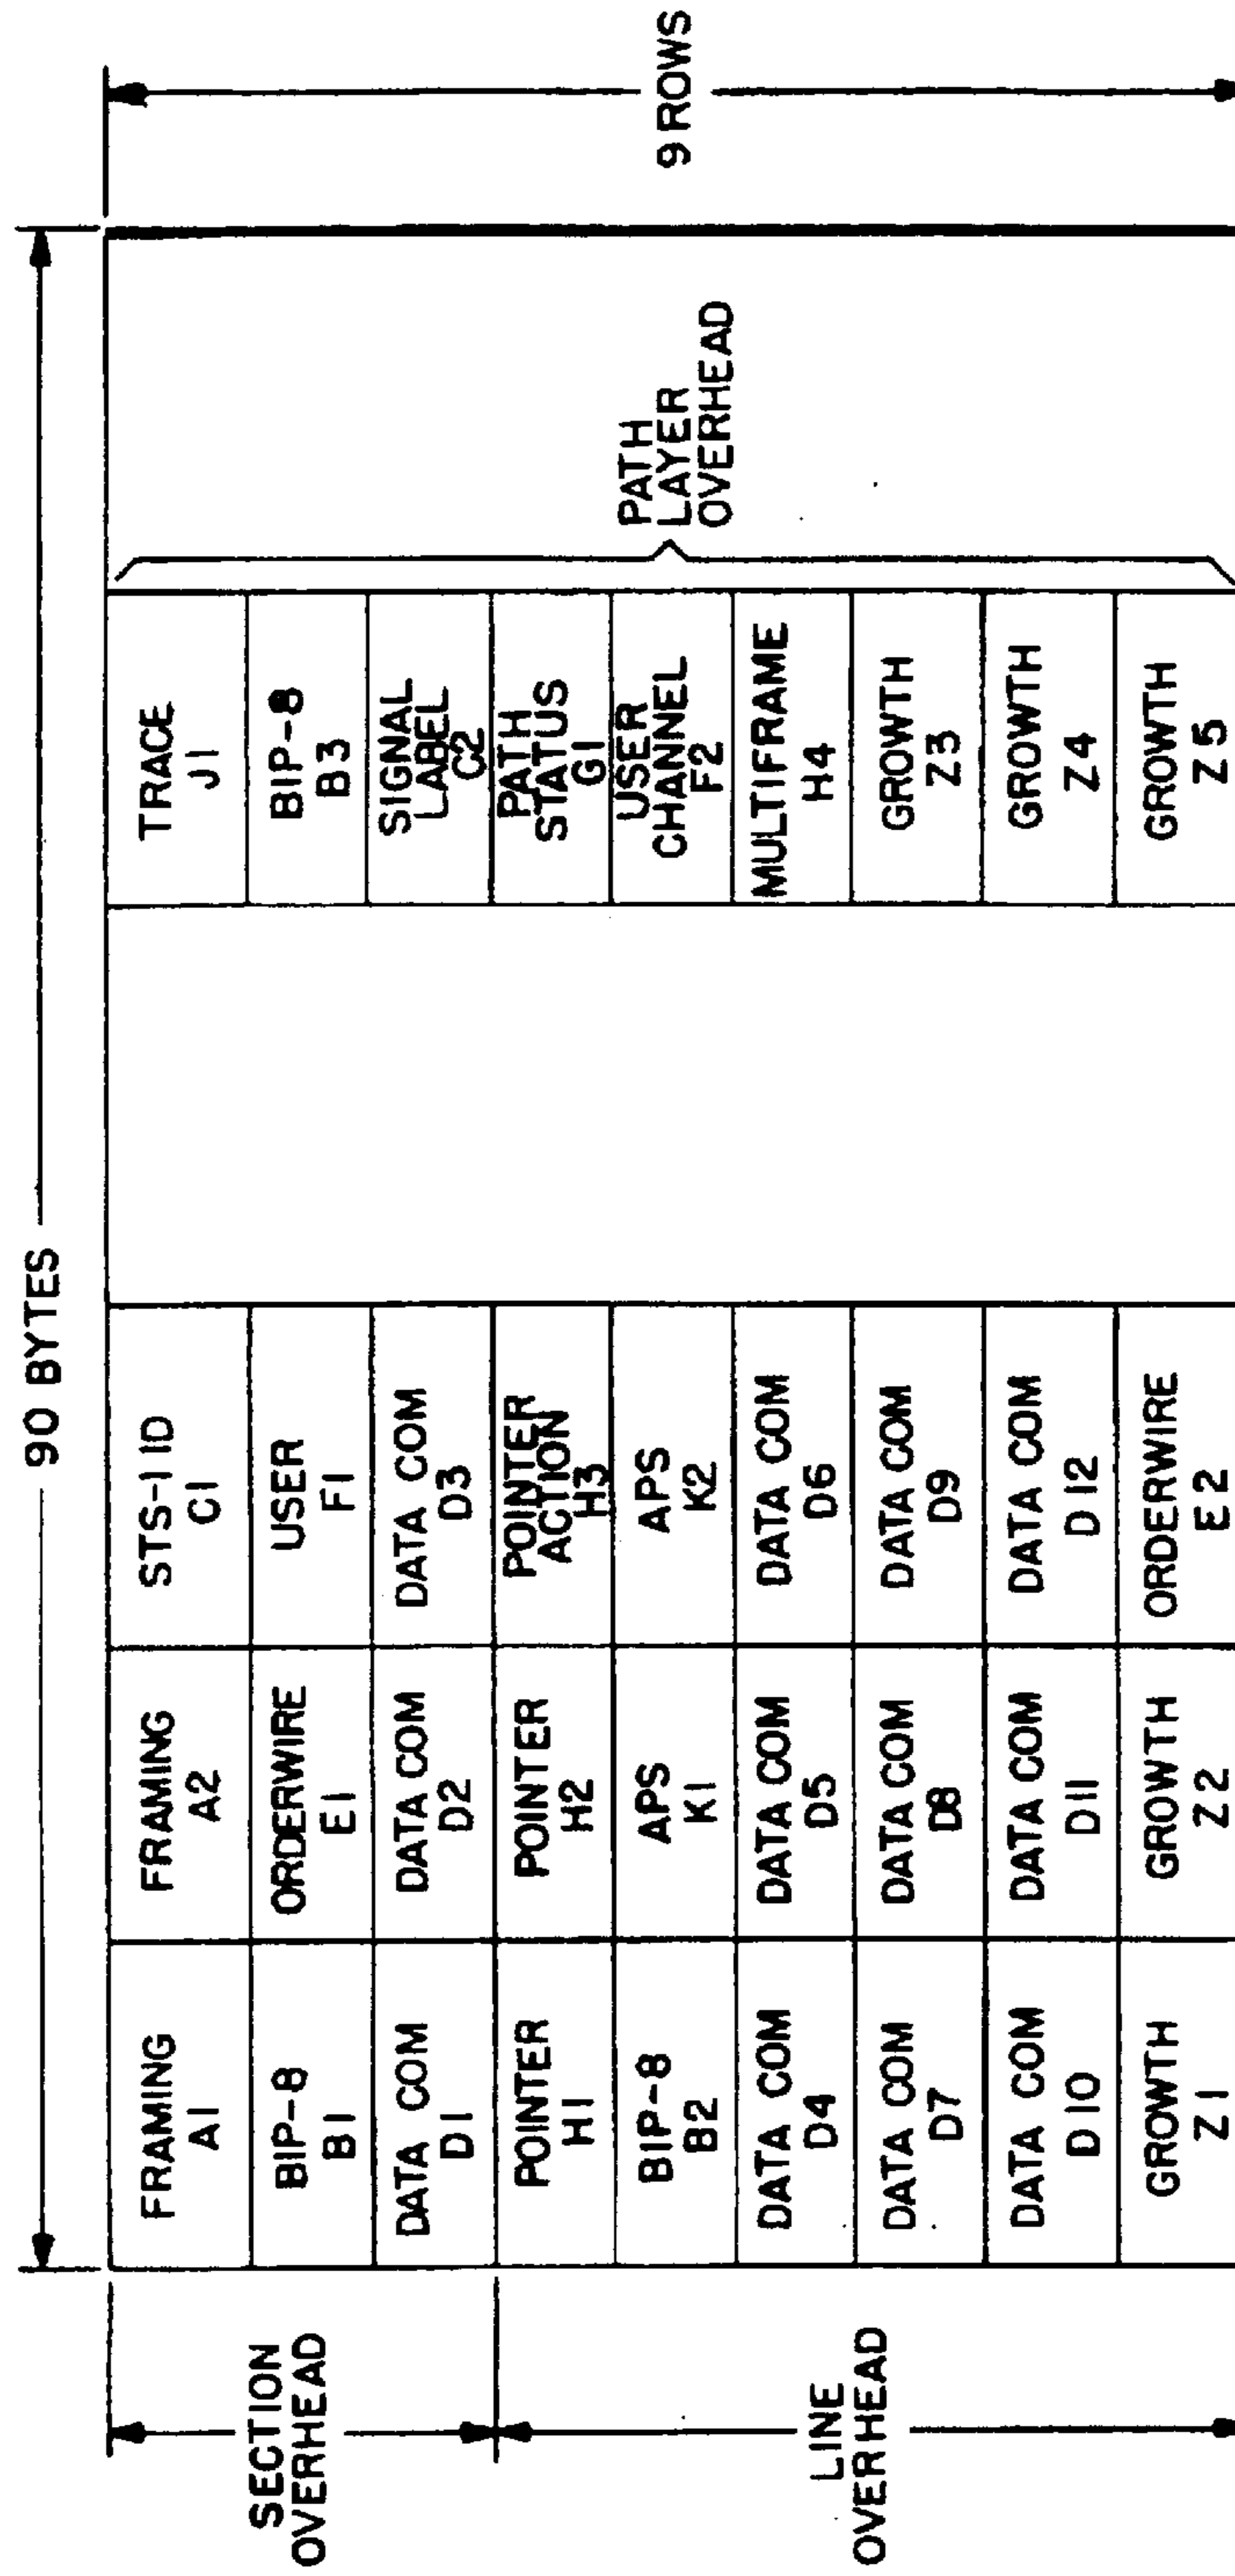 90 BYTES
SECTION
OVERHEAD
LINE
OVERHEAD
FRAMING
A1
FRAMING
A2
STS-1 ID
C1
TRACE
J1
BIP-8
B1
ORDERWIRE
E1
USER
F1
BIP-8
B3
DATA COM
D1
DATA COM
D2
DATA COM
D3
SIGNAL
LABEL
C2
POINTER
H1
POINTER
H2
POINTER
ACTION
H3
PATH
STATUS
G1
BIP-8
B2
APS
K1
APS
K2
USER
CHANNEL
F2
DATA COM
D4
DATA COM
D5
DATA COM
D6
MULTIFRAME
H4
DATA COM
D7
DATA COM
D8
DATA COM
D9
GROWTH
Z3
DATA COM
D10
DATA COM
D11
DATA COM
D12
GROWTH
Z4
GROWTH
Z1
GROWTH
Z2
ORDERWIRE
E2
GROWTH
Z5
PATH
LAYER
OVERHEAD
9 ROWS